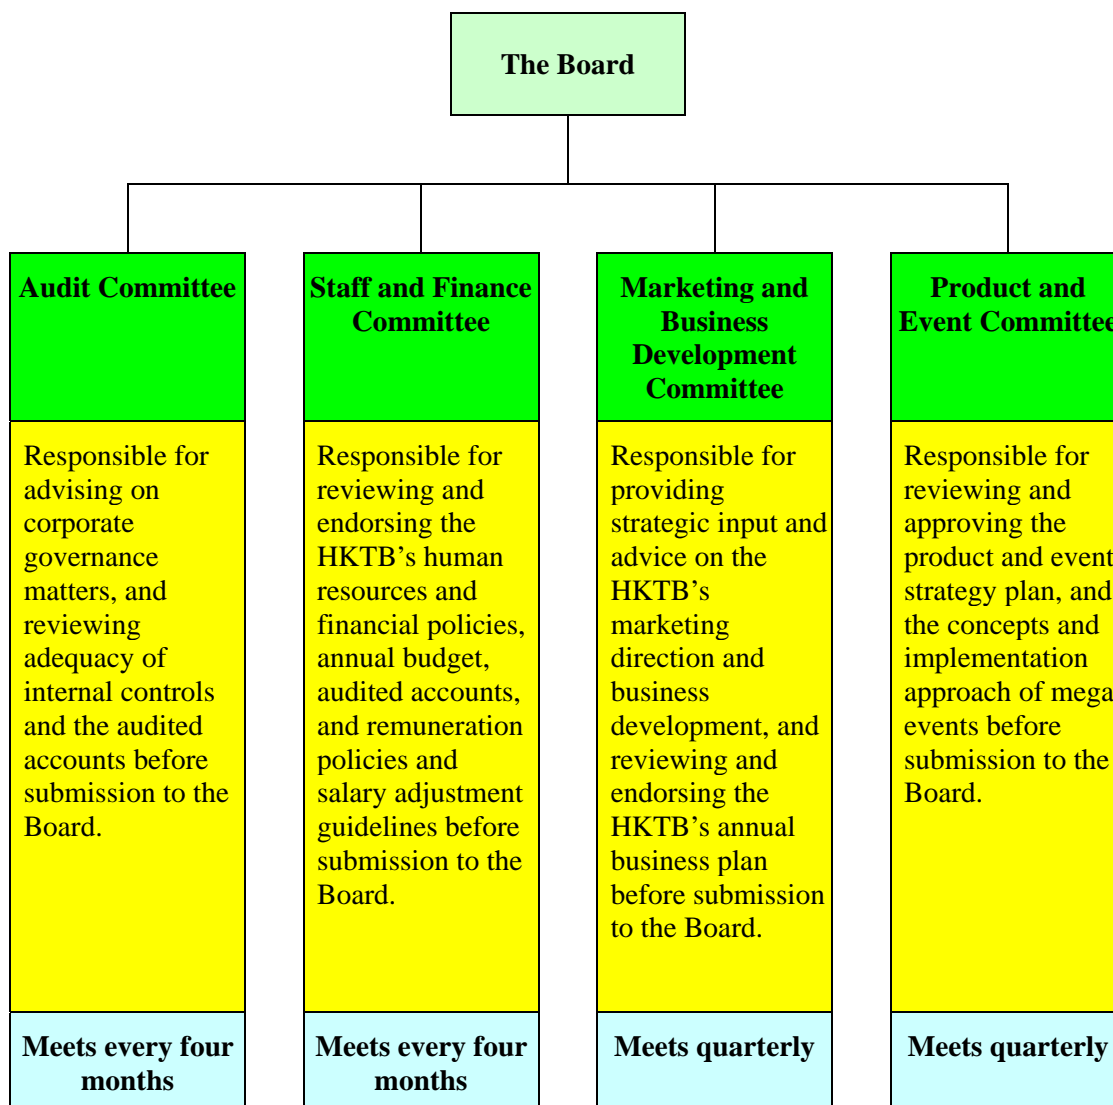 The Board
Audit Committee
Responsible for
advising on
corporate
governance
matters, and
reviewing
adequacy of
internal controls
and the audited
accounts before
submission to the
Board.
Meets every four
months
Staff and Finance
Committee
Responsible for
reviewing and
endorsing the
HKTB’s human
resources and
financial policies,
annual budget,
audited accounts,
and remuneration
policies and
salary adjustment
guidelines before
submission to the
Board.
Meets every four
months
Marketing and
Business
Development
Committee
Responsible for
providing
strategic input and
advice on the
HKTB’s
marketing
direction and
business
development, and
reviewing and
endorsing the
HKTB’s annual
business plan
before submission
to the Board.
Meets quarterly
Product and
Event Committee
Responsible for
reviewing and
approving the
product and event
strategy plan, and
the concepts and
implementation
approach of mega
events before
submission to the
Board.
Meets quarterly